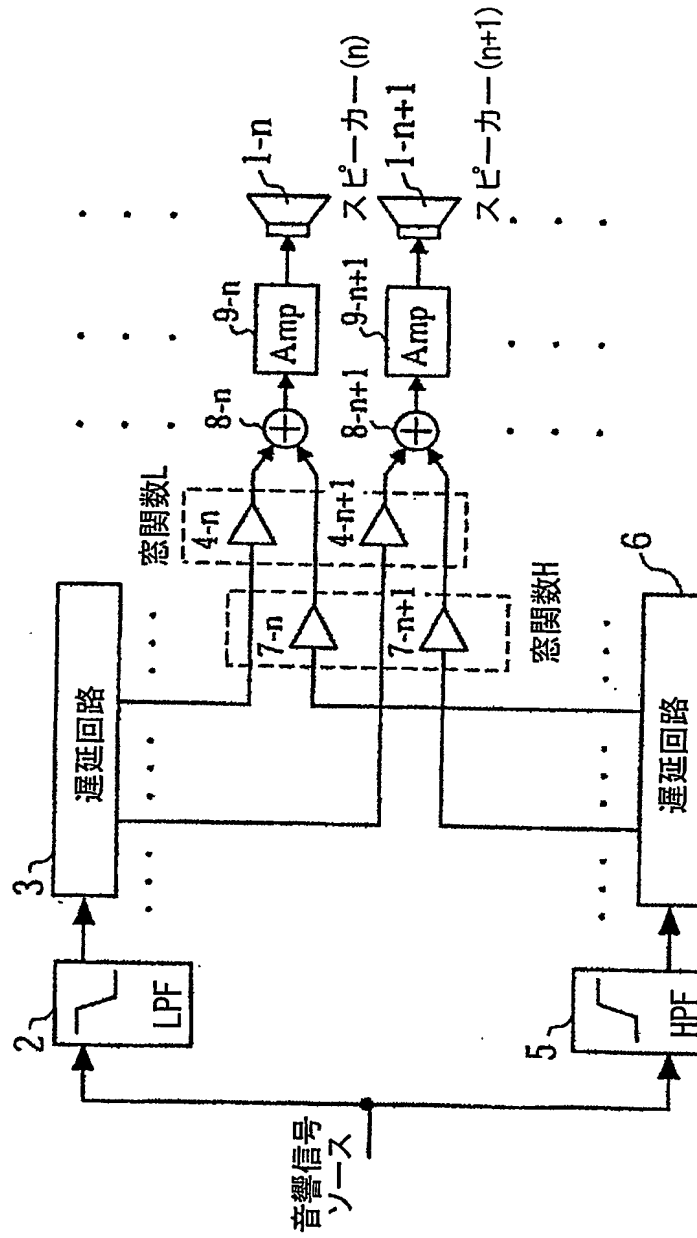 音響信号
ソース
2
LPF
3
遅延回路
窓関数L
4-n
4-n+1
7-n
7-n+1
窓関数H
8-n
8-n+1
9-n
Amp
9-n+1
Amp
1-n
スピーカー(n)
1-n+1
スピーカー(n+1)
5
HPF
遅延回路
6